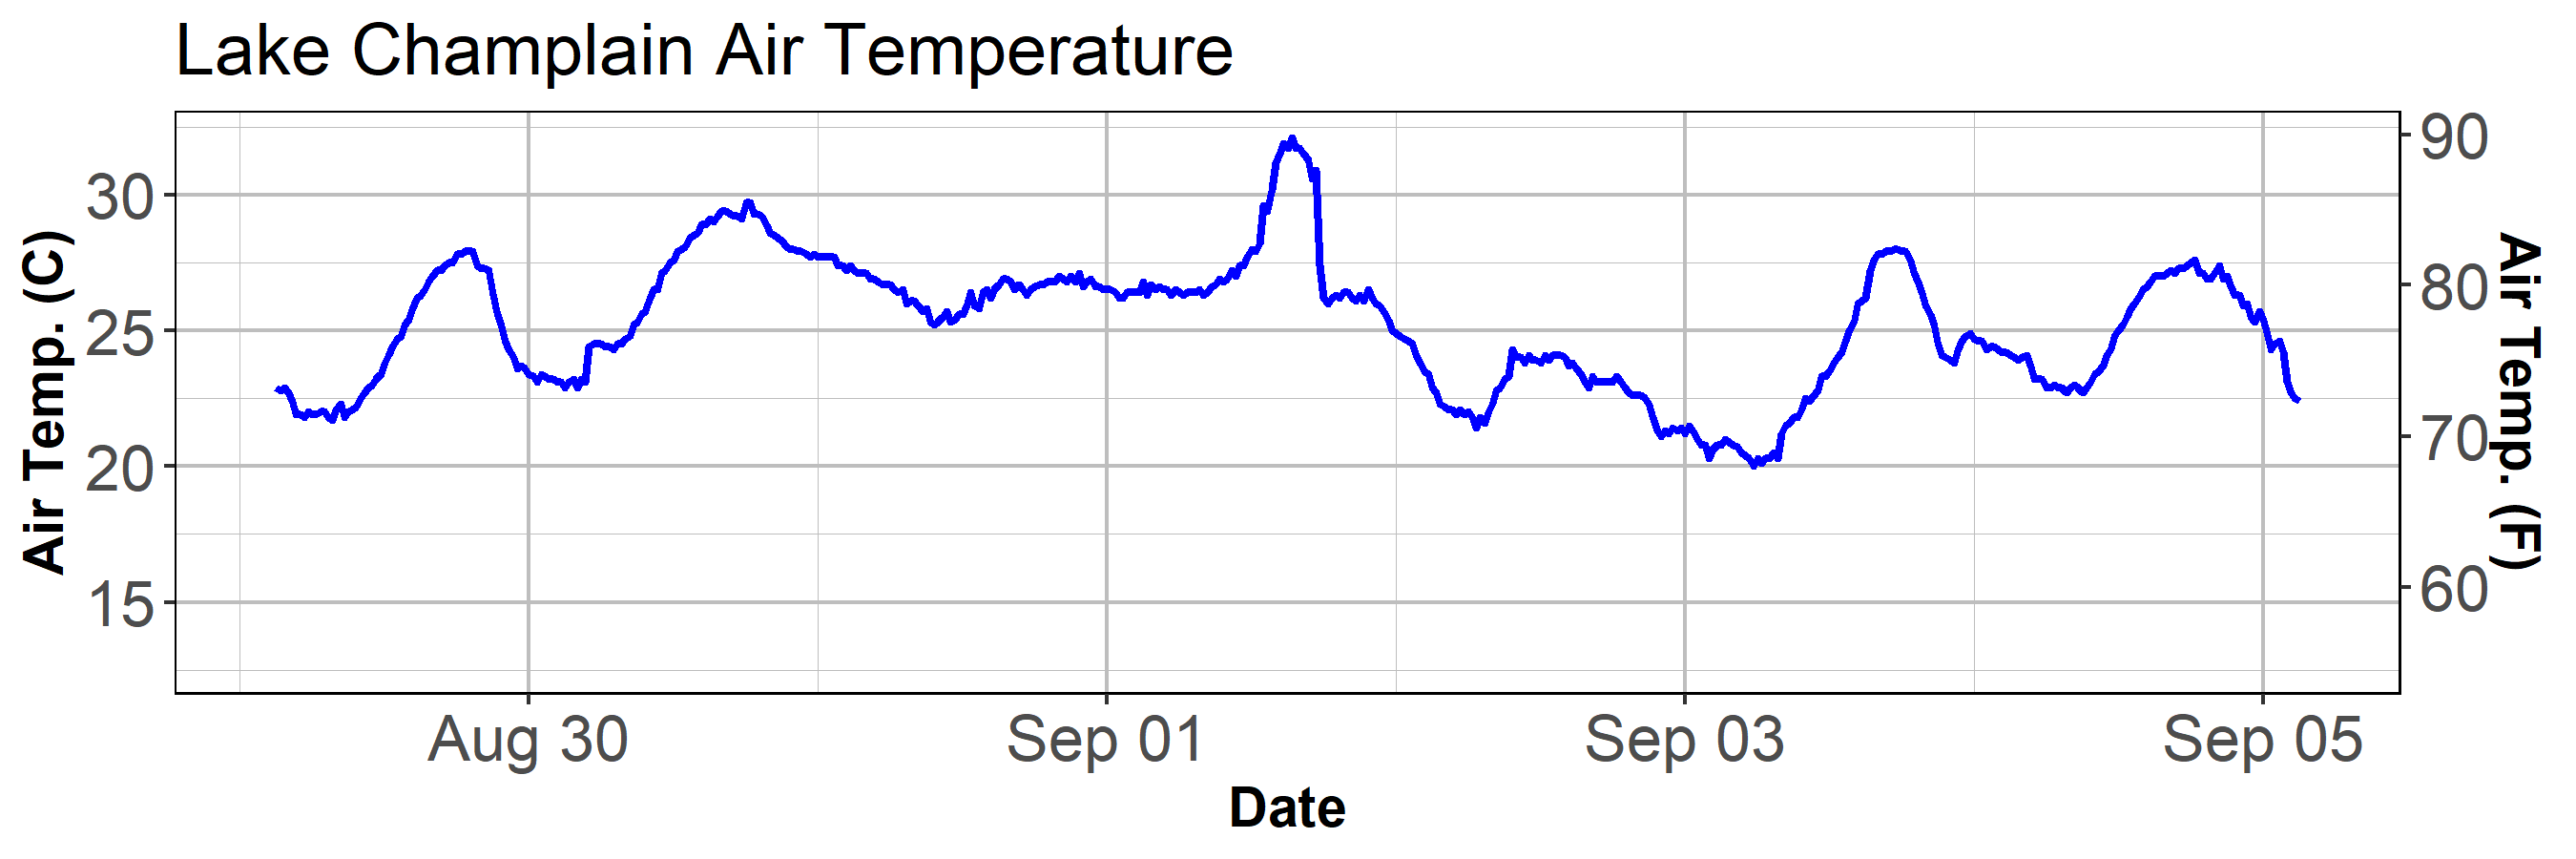 Lake Champlain Air Temperature
Air Temp. (C)
30
25
20
15
90
80
70
60
Air Temp. (F)
Aug 30
Sep 01
Sep 03
Sep 05
Date